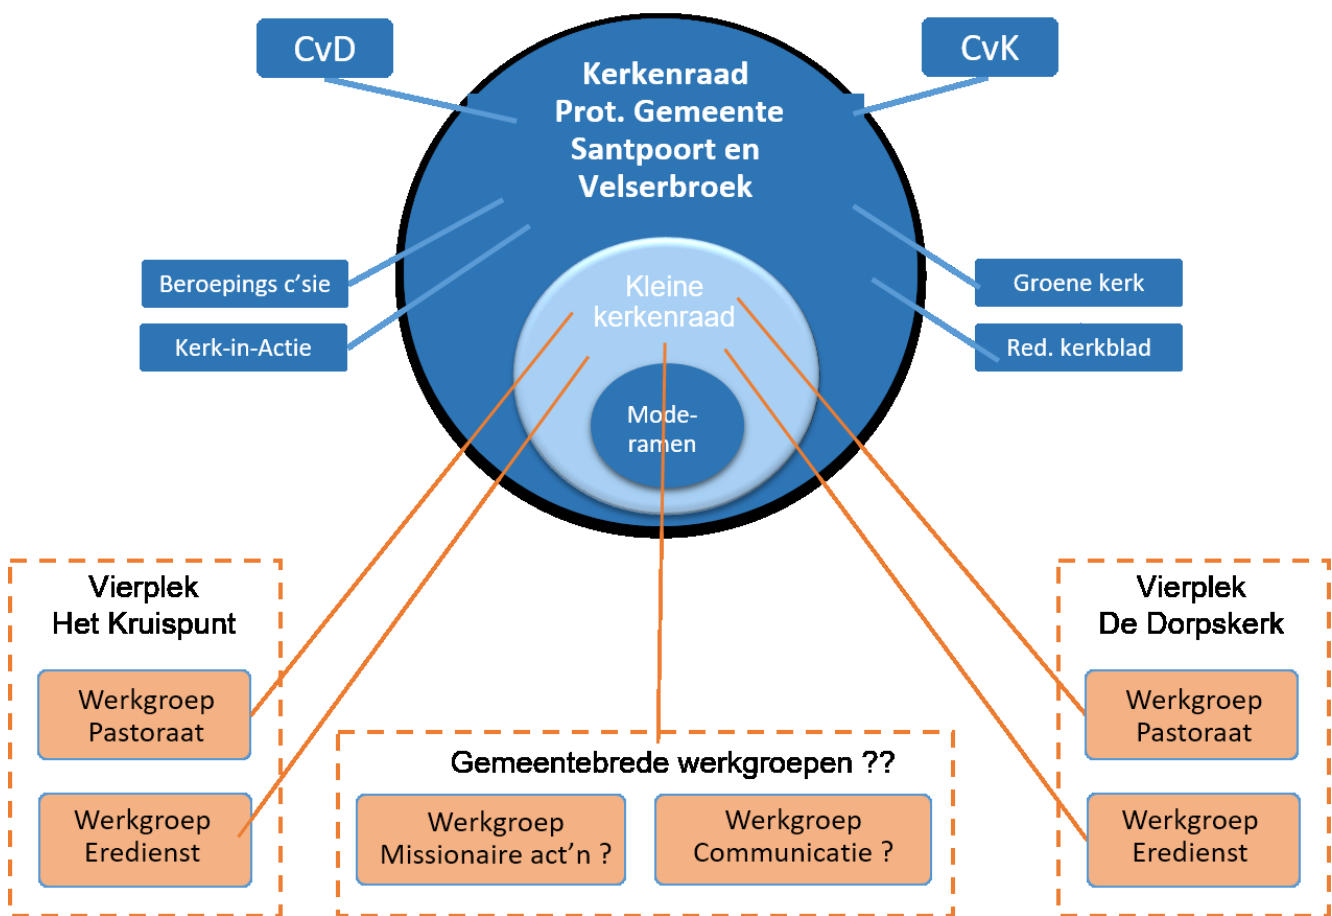 CvD
CvK
Kerkenraad
Prot. Gemeente
Santpoort en
Velserbroek
Beroepings c’sie
Kerk-in-Actie
Groene kerk
Red. kerkblad
Kleine
kerkenraad
Mode-
ramen
Vierplek
Het Kruispunt
Werkgroep
Pastoraat
Werkgroep
Eredienst
Gemeentebrede werkgroepen ??
Werkgroep
Missionaire act’n ?
Werkgroep
Communicatie ?
Vierplek
De Dorpskerk
Werkgroep
Pastoraat
Werkgroep
Eredienst